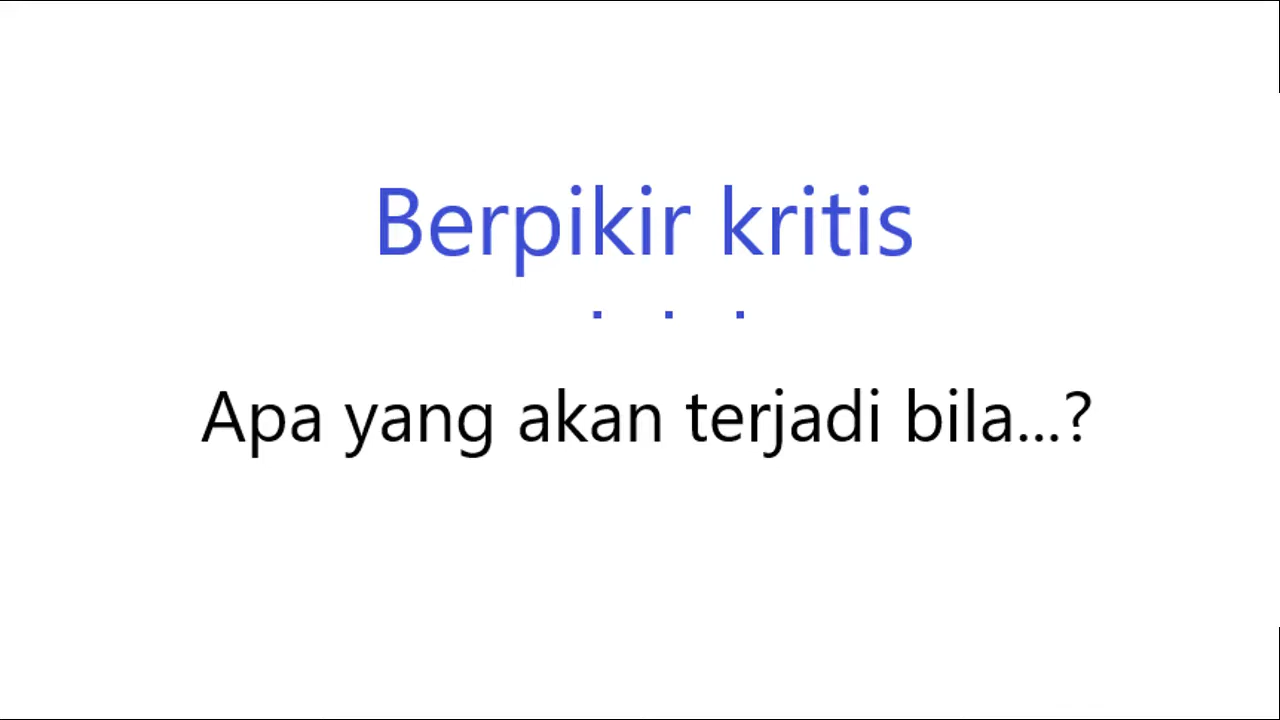 Berpikir kritis
. . .
Apa yang akan terjadi bila...?